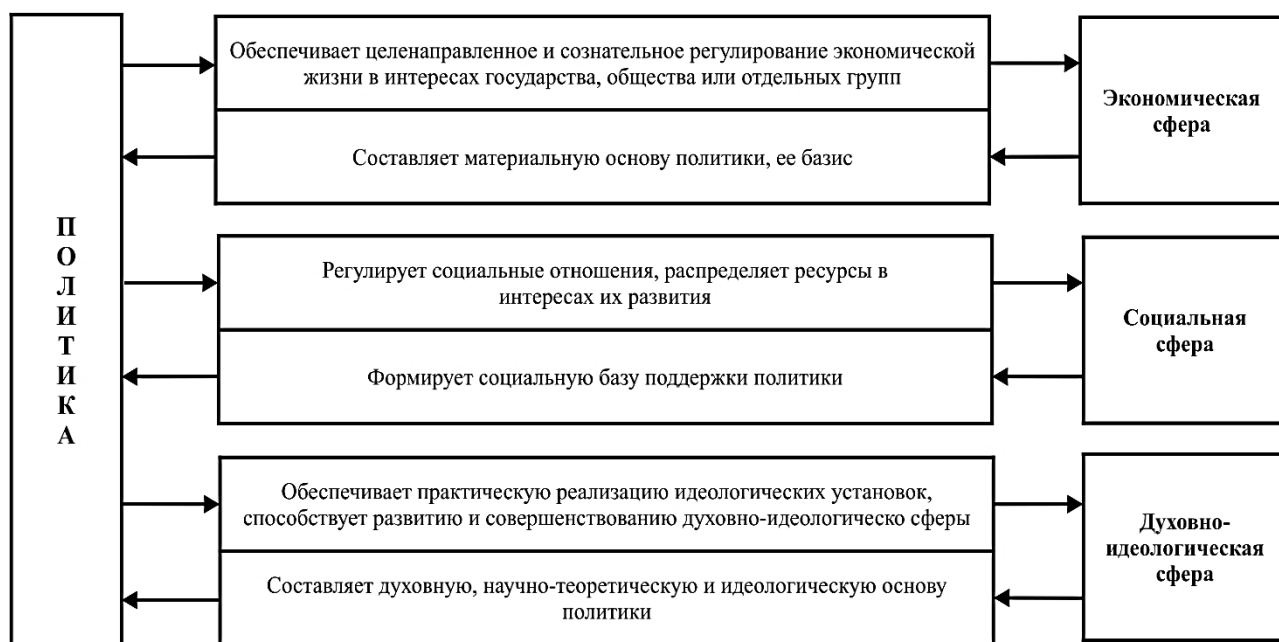 ПОЛИТИКА
Обеспечивает целенаправленное и сознательное регулирование экономической
жизни в интересах государства, общества или отдельных групп
Составляет материальную основу политики, ее базис
Экономическая
сфера
Регулирует социальные отношения, распределяет ресурсы в
интересах их развития
Формирует социальную базу поддержки политики
Социальная
сфера
Обеспечивает практическую реализацию идеологических установок,
способствует развитию и совершенствованию духовно-идеологическо сферы
Составляет духовную, научно-теоретическую и идеологическую основу
политики
Духовно-
идеологическая
сфера